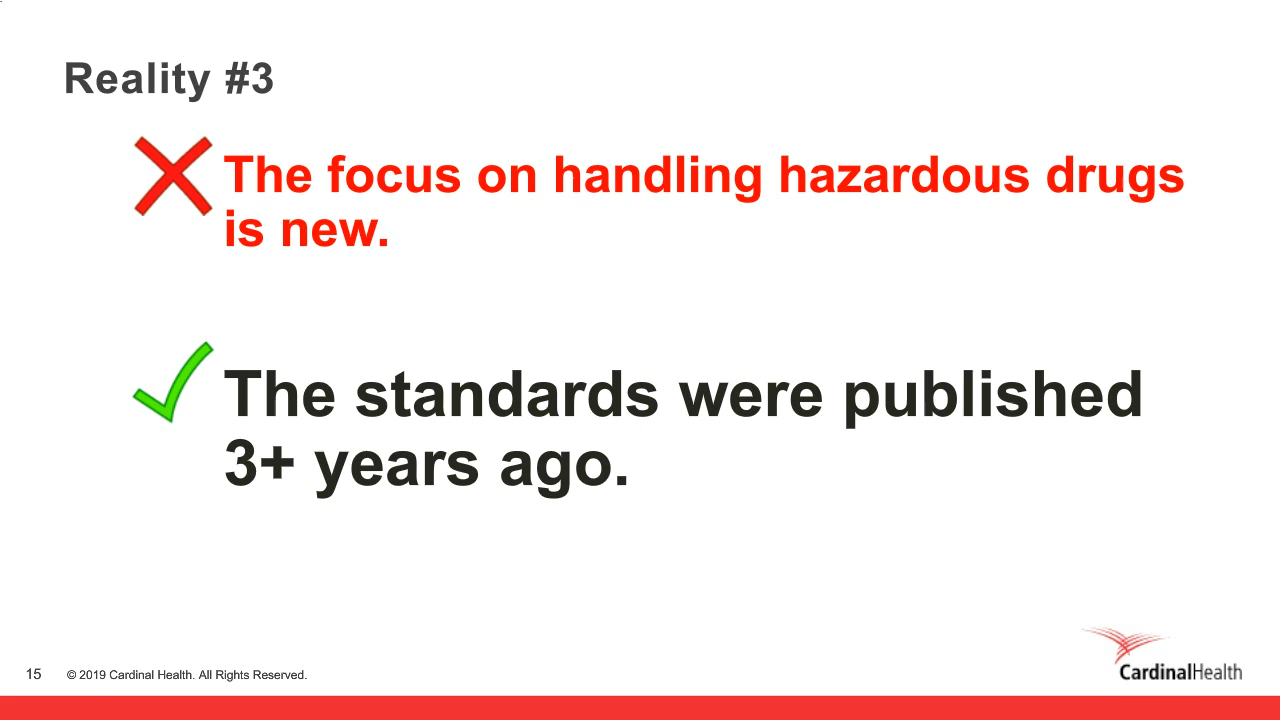 Reality #3
The focus on handling hazardous drugs
is new.
The standards were published
3+ years ago.
15 © 2019 Cardinal Health. All Rights Reserved.
CardinalHealth